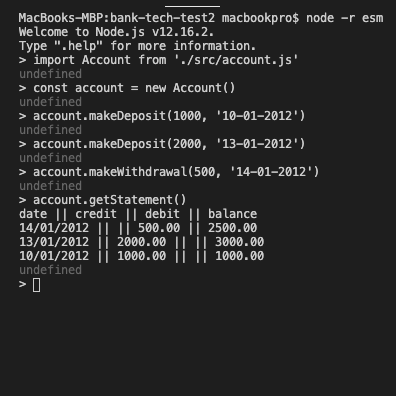 MacBooks-MBP:bank-tech-test2 macbookpro$ node -r esm
Welcome to Node.js v12.16.2.
Type ".help" for more information.
> import Account from './src/account.js'
undefined
> const account = new Account()
undefined
> account.makeDeposit(1000, '10-01-2012')
undefined
> account.makeDeposit(2000, '13-01-2012')
undefined
> account.makeWithdrawal(500, '14-01-2012')
undefined
> account.getStatement()
date || credit || debit || balance
14/01/2012 || || 500.00 || 2500.00
13/01/2012 || 2000.00 || || 3000.00
10/01/2012 || 1000.00 || || 1000.00
undefined
>